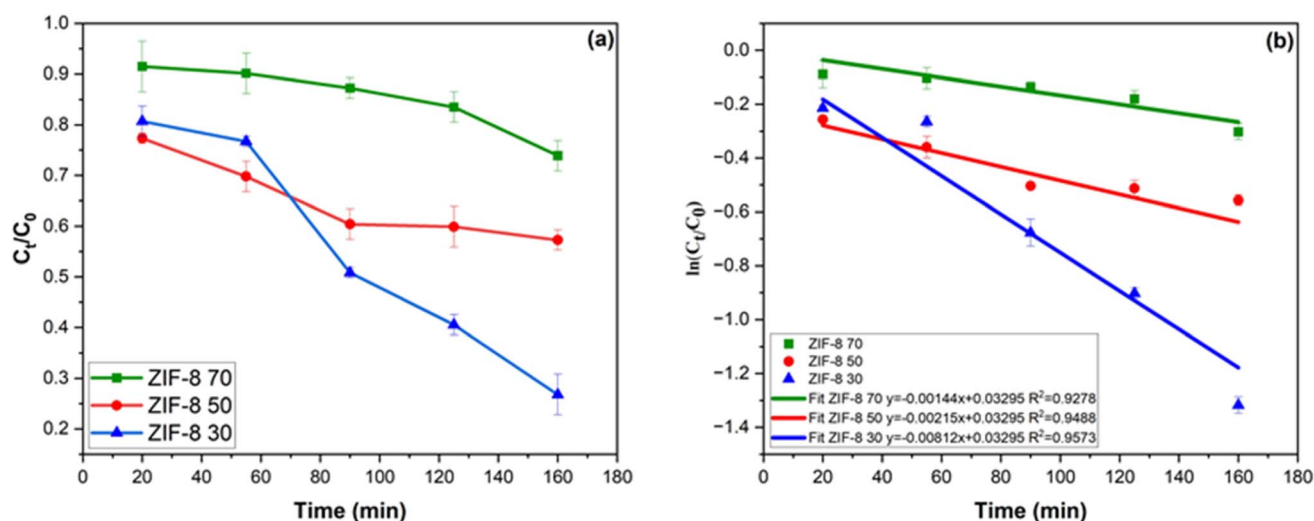 (a)
1.0
0.9
0.8
0.7
0.6
0.5
0.4
0.3
0.2
Ct/C0
ZIF-8 70
ZIF-8 50
ZIF-8 30
0 20 40 60 80 100 120 140 160 180
Time (min)
(b)
0.0
−0.2
−0.4
−0.6
−0.8
−1.0
−1.2
−1.4
ln(Ct/C0)
ZIF-8 70
ZIF-8 50
ZIF-8 30
Fit ZIF-8 70 y=-0.00144x+0.03295 R²=0.9278
Fit ZIF-8 50 y=-0.00215x+0.03295 R²=0.9488
Fit ZIF-8 30 y=-0.00812x+0.03295 R²=0.9573
0 20 40 60 80 100 120 140 160 180
Time (min)